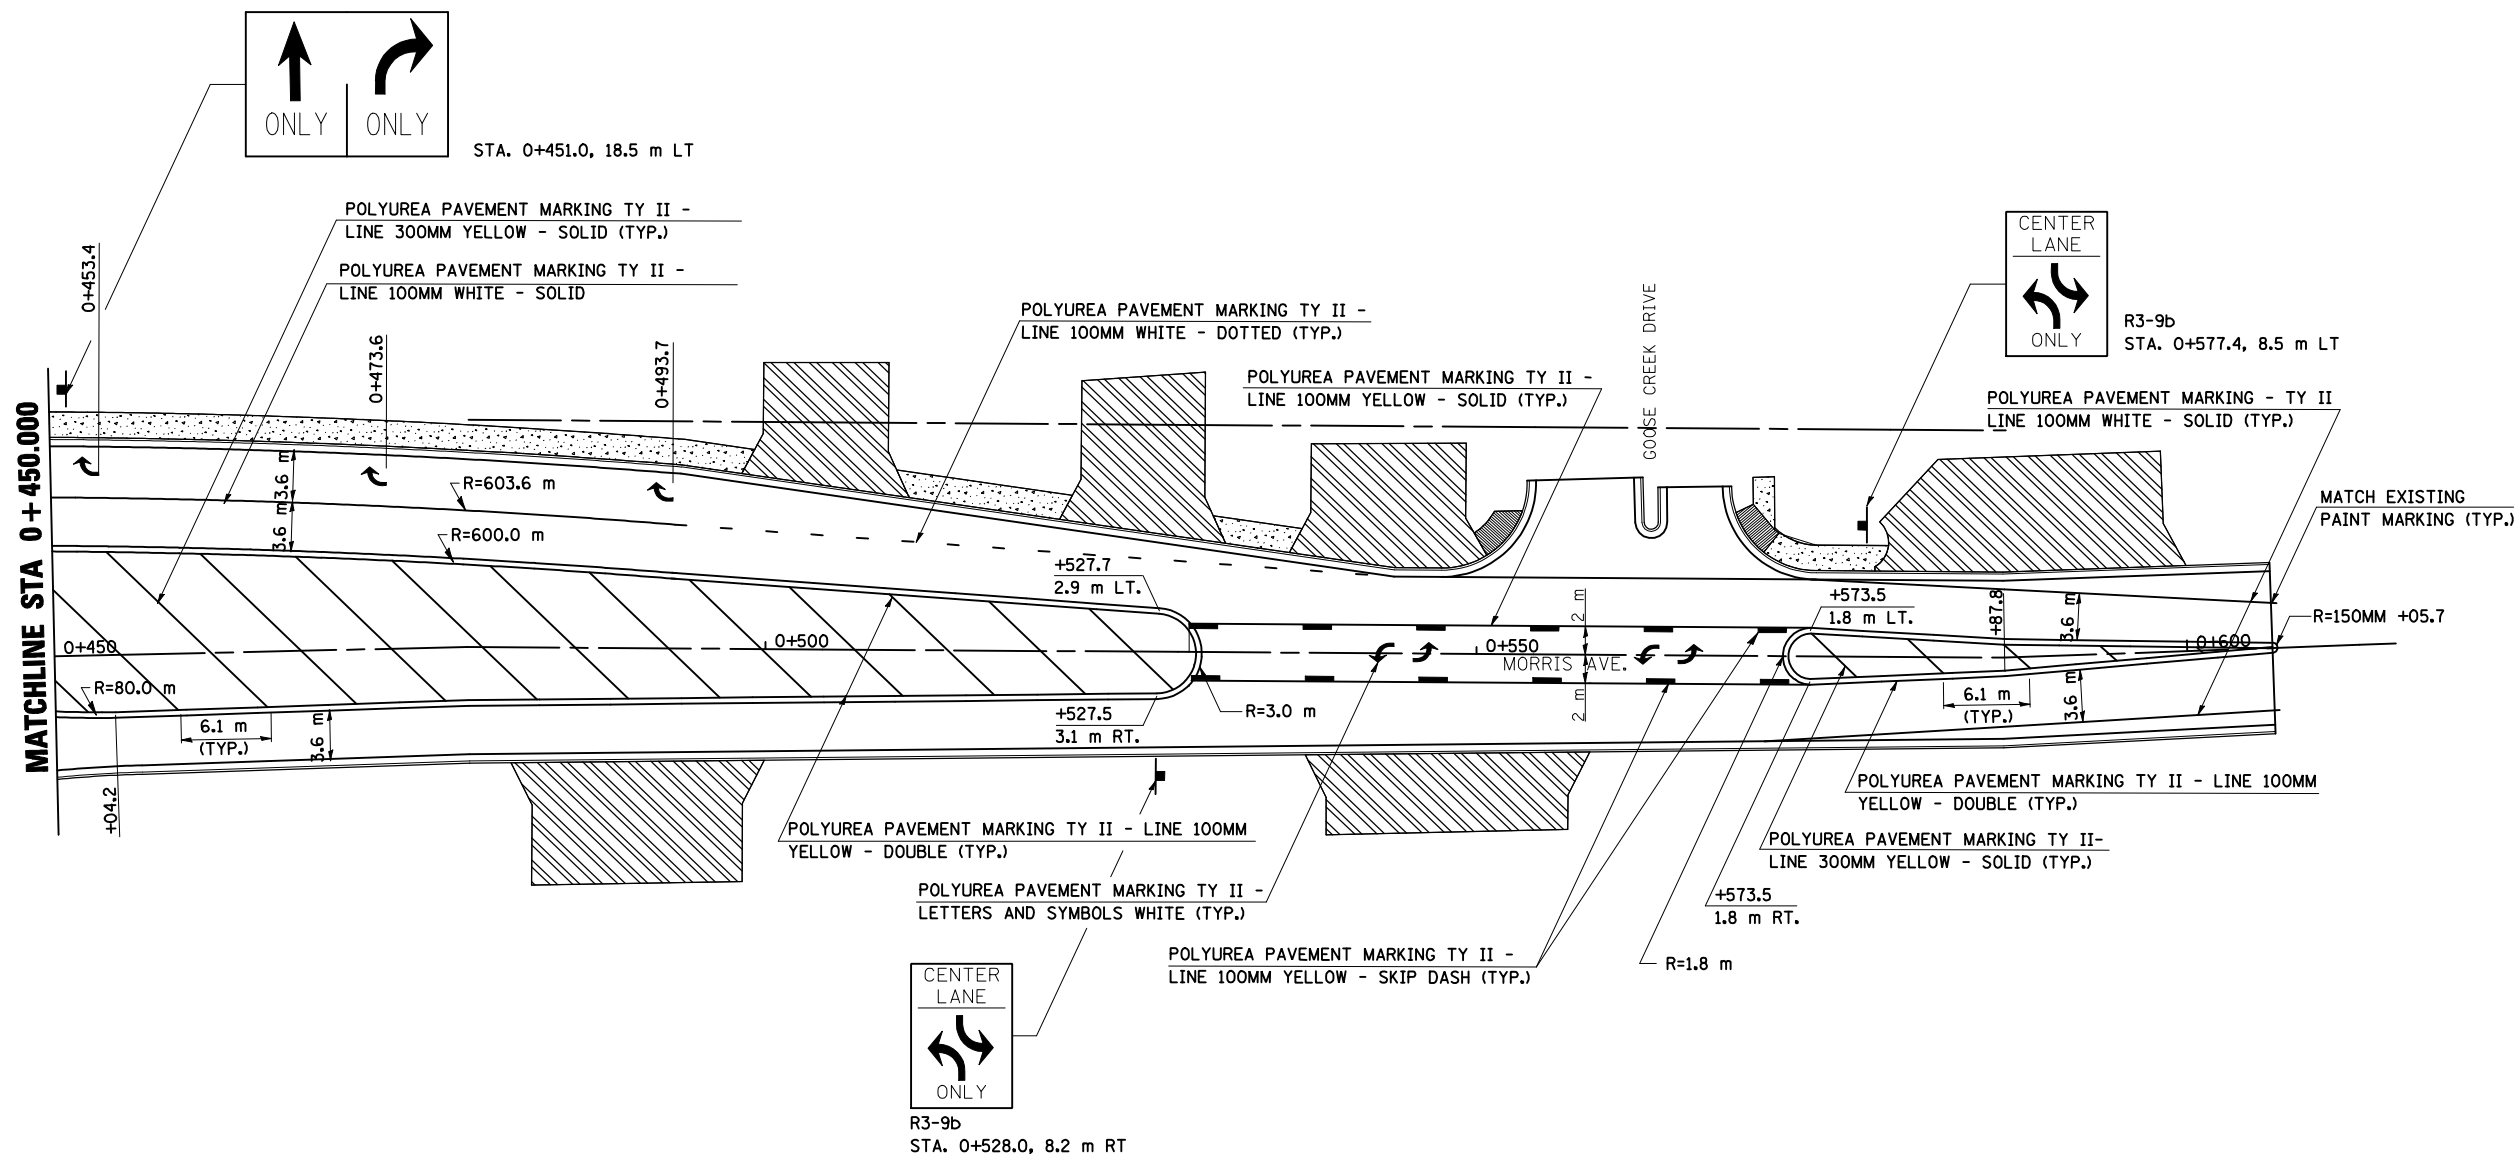 ONLY ONLY
STA. 0+451.0, 18.5 m LT
POLYUREA PAVEMENT MARKING TY II -
LINE 300MM YELLOW - SOLID (TYP.)
POLYUREA PAVEMENT MARKING TY II -
LINE 100MM WHITE - SOLID
0+453.4
0+473.6
0+493.7
POLYUREA PAVEMENT MARKING TY II -
LINE 100MM WHITE - DOTTED (TYP.)
POLYUREA PAVEMENT MARKING TY II -
LINE 100MM YELLOW - SOLID (TYP.)
GOOSE CREEK DRIVE
CENTER
LANE
ONLY
R3-9b
STA. 0+577.4, 8.5 m LT
POLYUREA PAVEMENT MARKING - TY II
LINE 100MM WHITE - SOLID (TYP.)
MATCH EXISTING
PAINT MARKING (TYP.)
MATCHLINE STA 0+450.000
3.6 m
3.6 m
R=603.6 m
R=600.0 m
+527.7
2.9 m LT.
2 m
+573.5
1.8 m LT.
+87.8
3.6 m
R=150MM +05.7
0+450
0+500
0+550
0+600
MORRIS AVE.
R=80.0 m
6.1 m
(TYP.)
3.6 m
+04.2
+527.5
3.1 m RT.
R=3.0 m
2 m
6.1 m
(TYP.)
3.6 m
POLYUREA PAVEMENT MARKING TY II - LINE 100MM
YELLOW - DOUBLE (TYP.)
POLYUREA PAVEMENT MARKING TY II - LINE 100MM
YELLOW - DOUBLE (TYP.)
POLYUREA PAVEMENT MARKING TY II-
LINE 300MM YELLOW - SOLID (TYP.)
POLYUREA PAVEMENT MARKING TY II -
LETTERS AND SYMBOLS WHITE (TYP.)
+573.5
1.8 m RT.
POLYUREA PAVEMENT MARKING TY II -
LINE 100MM YELLOW - SKIP DASH (TYP.)
R=1.8 m
CENTER
LANE
ONLY
R3-9b
STA. 0+528.0, 8.2 m RT